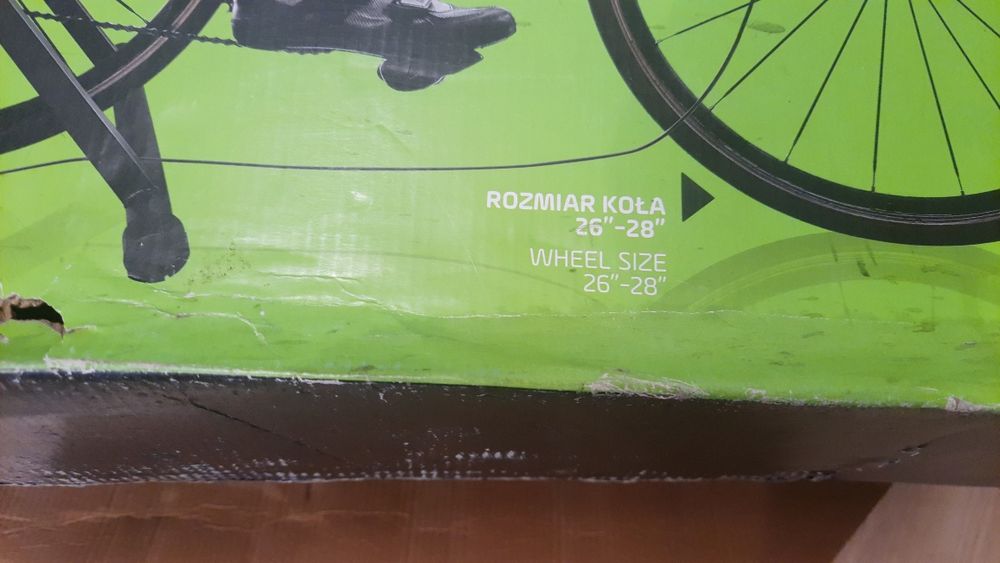 ROZMIAR KOŁA
26"-28"
WHEEL SIZE
26"-28"